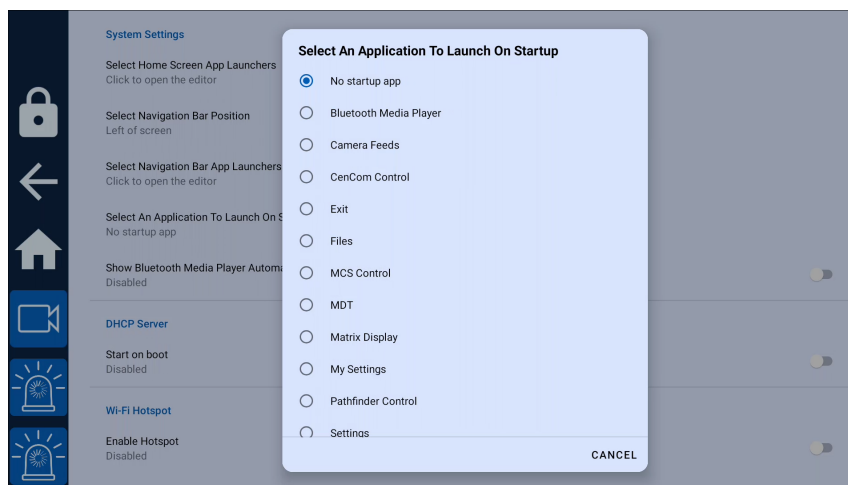 System Settings
Select Home Screen App Launchers
Click to open the editor
Select Navigation Bar Position
Left of screen
Select Navigation Bar App Launchers
Click to open the editor
Select An Application To Launch On S
No startup app
Show Bluetooth Media Player Automa
Disabled
DHCP Server
Start on boot
Disabled
Wi-Fi Hotspot
Enable Hotspot
Disabled
Select An Application To Launch On Startup
No startup app
Bluetooth Media Player
Camera Feeds
CenCom Control
Exit
Files
MCS Control
MDT
Matrix Display
My Settings
Pathfinder Control
Settings
CANCEL